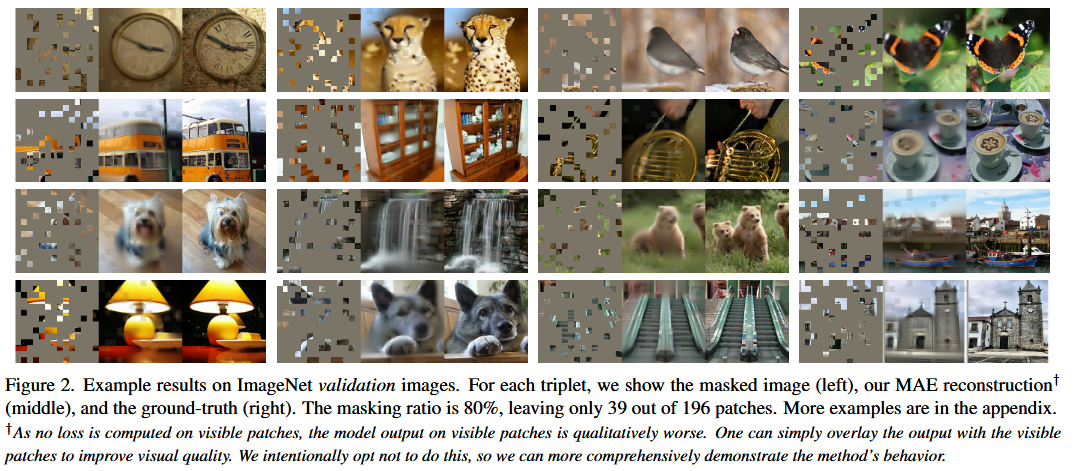 Figure 2. Example results on ImageNet validation images. For each triplet, we show the masked image (left), our MAE reconstruction†
(middle), and the ground-truth (right). The masking ratio is 80%, leaving only 39 out of 196 patches. More examples are in the appendix.
†As no loss is computed on visible patches, the model output on visible patches is qualitatively worse. One can simply overlay the output with the visible
patches to improve visual quality. We intentionally opt not to do this, so we can more comprehensively demonstrate the method's behavior.